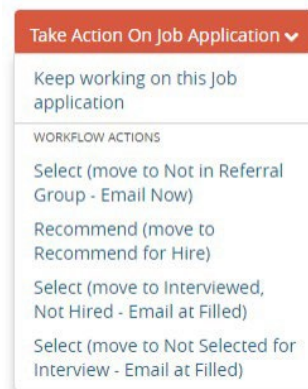 Take Action On Job Application
Keep working on this Job
application
WORKFLOW ACTIONS
Select (move to Not in Referral
Group - Email Now)
Recommend (move to
Recommend for Hire)
Select (move to Interviewed,
Not Hired - Email at Filled)
Select (move to Not Selected for
Interview - Email at Filled)